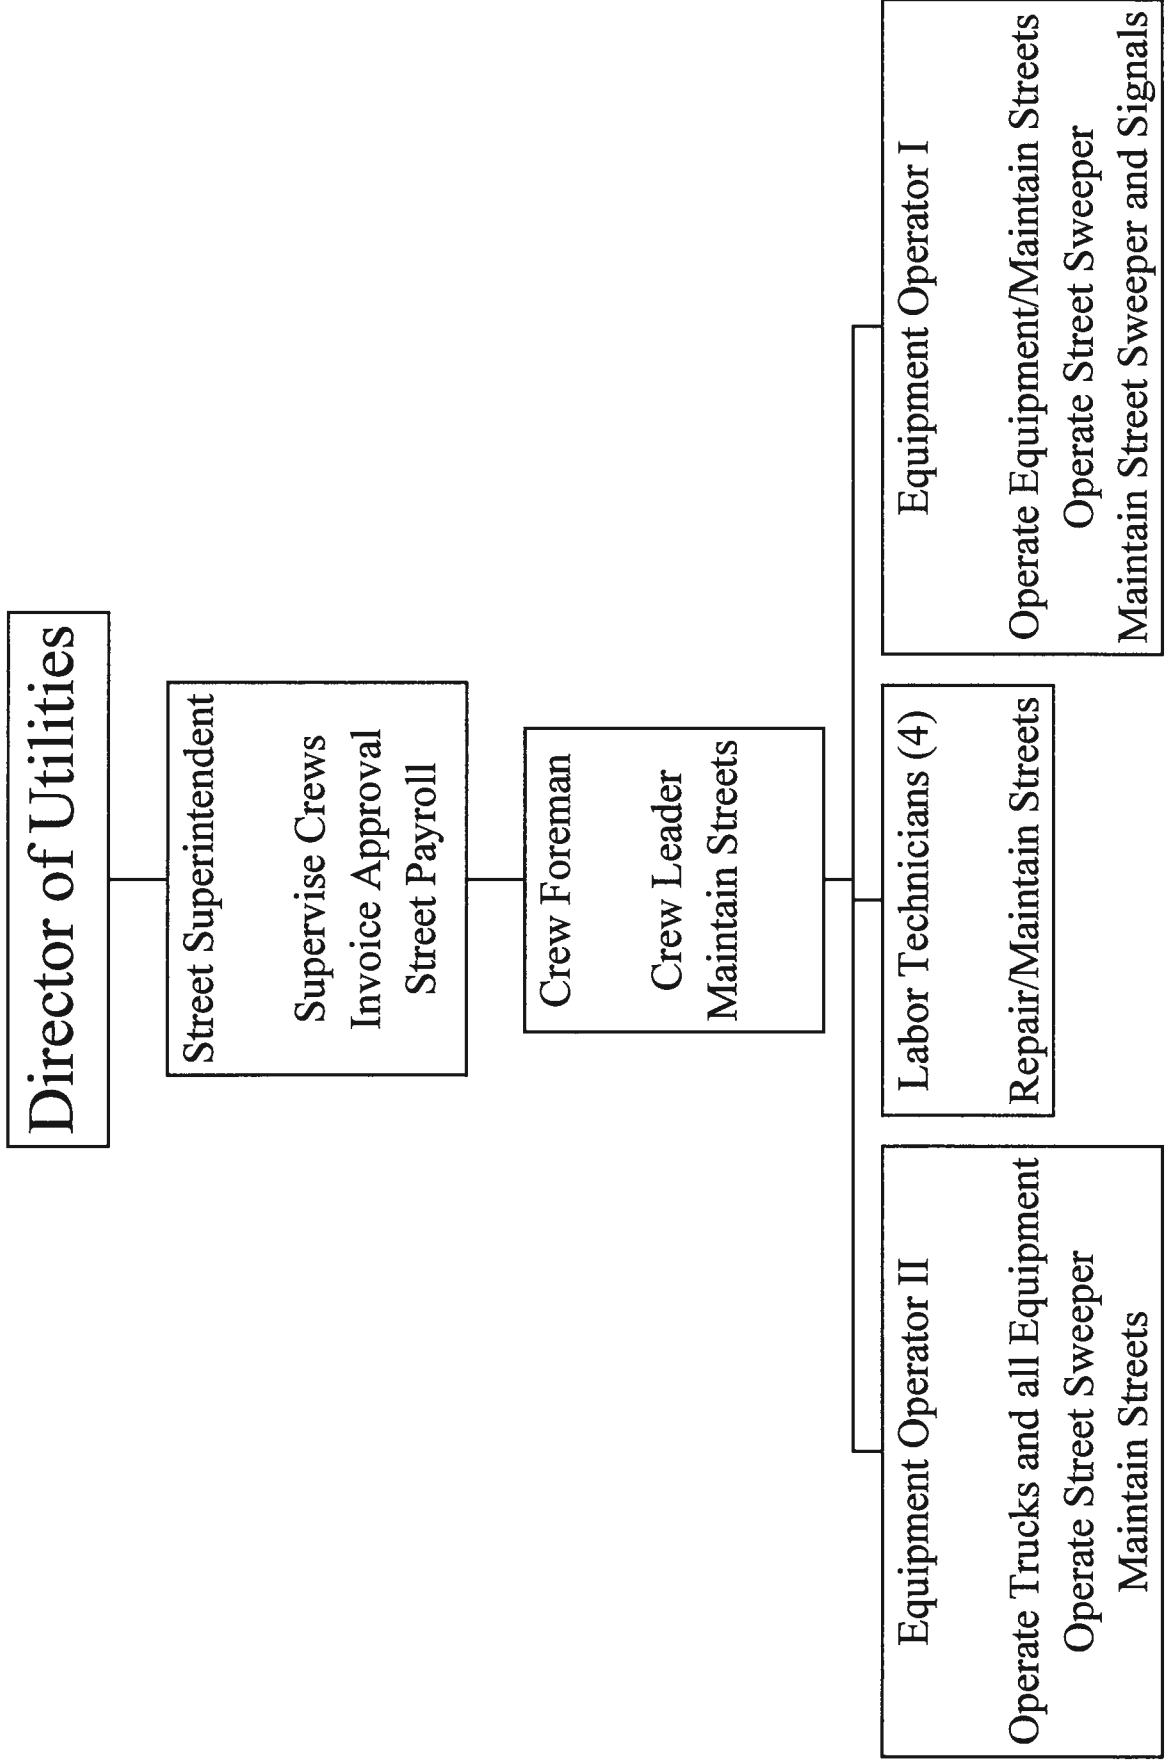 Director of Utilities
Street Superintendent
Supervise Crews
Invoice Approval
Street Payroll
Crew Foreman
Crew Leader
Maintain Streets
Equipment Operator II
Operate Trucks and all Equipment
Operate Street Sweeper
Maintain Streets
Labor Technicians (4)
Repair/Maintain Streets
Equipment Operator I
Operate Equipment/Maintain Streets
Operate Street Sweeper
Maintain Street Sweeper and Signals